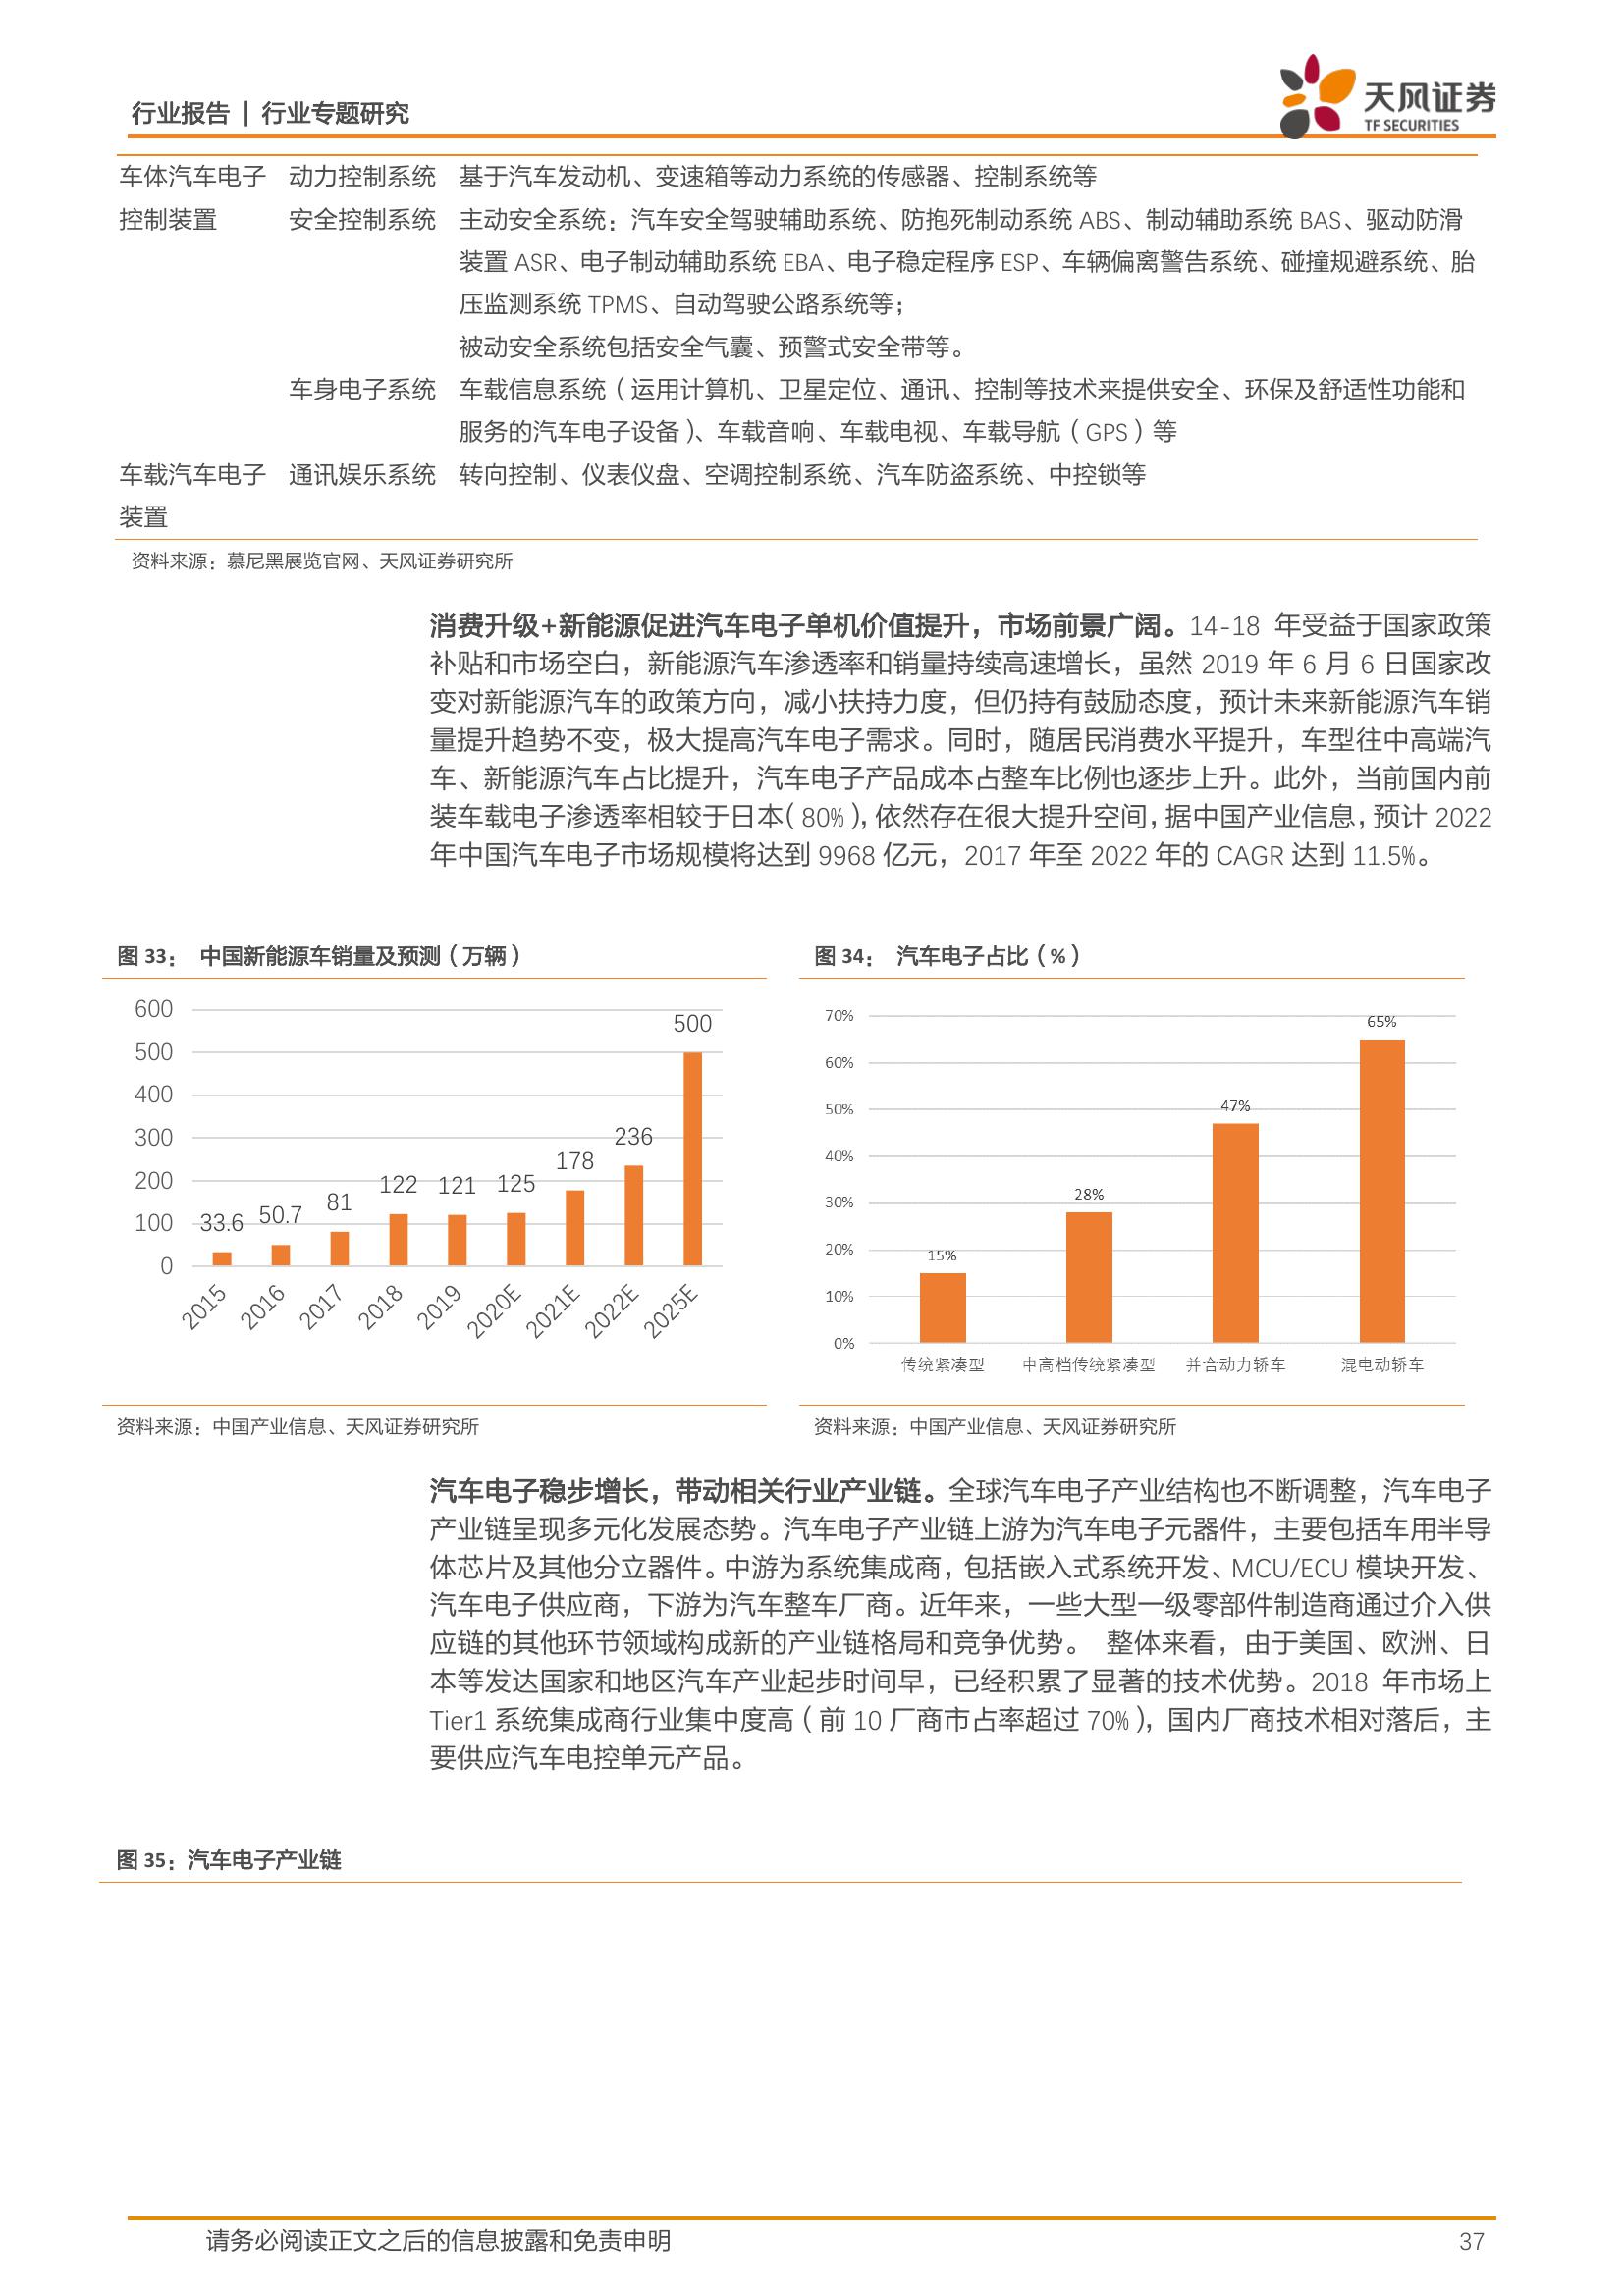 行业报告 | 行业专题研究
天风证券
TF SECURITIES
车体汽车电子 动力控制系统 基于汽车发动机、变速箱等动力系统的传感器、控制系统等
控制装置 安全控制系统 主动安全系统：汽车安全驾驶辅助系统、防抱死制动系统 ABS、制动辅助系统 BAS、驱动防滑
装置 ASR、电子制动辅助系统 EBA、电子稳定程序 ESP、车辆偏离警告系统、碰撞规避系统、胎
压监测系统 TPMS、自动驾驶公路系统等；
被动安全系统包括安全气囊、预警式安全带等。
车身电子系统 车载信息系统（运用计算机、卫星定位、通讯、控制等技术来提供安全、环保及舒适性功能和
服务的汽车电子设备）、车载音响、车载电视、车载导航（GPS）等
车载汽车电子 通讯娱乐系统 转向控制、仪表仪盘、空调控制系统、汽车防盗系统、中控锁等
装置
资料来源：慕尼黑展览官网、天风证券研究所
消费升级+新能源促进汽车电子单机价值提升，市场前景广阔。14-18 年受益于国家政策
补贴和市场空白，新能源汽车渗透率和销量持续高速增长，虽然 2019 年 6 月 6 日国家改
变对新能源汽车的政策方向，减小扶持力度，但仍持有鼓励态度，预计未来新能源汽车销
量提升趋势不变，极大提高汽车电子需求。同时，随居民消费水平提升，车型往中高端汽
车、新能源汽车占比提升，汽车电子产品成本占整车比例也逐步上升。此外，当前国内前
装车载电子渗透率相较于日本（80%），依然存在很大提升空间，据中国产业信息，预计 2022
年中国汽车电子市场规模将达到 9968 亿元，2017 年至 2022 年的 CAGR 达到 11.5%。
图 33： 中国新能源车销量及预测（万辆）
600
500
400
300
200
100
0
33.6
50.7
81
122
121
125
178
236
500
2015
2016
2017
2018
2019
2020E
2021E
2022E
2025E
资料来源：中国产业信息、天风证券研究所
图 34： 汽车电子占比（%）
70%
60%
50%
40%
30%
20%
10%
0%
15%
28%
47%
65%
传统紧凑型
中高档传统紧凑型
并合动力轿车
混电动轿车
资料来源：中国产业信息、天风证券研究所
汽车电子稳步增长，带动相关行业产业链。全球汽车电子产业结构也不断调整，汽车电子
产业链呈现多元化发展态势。汽车电子产业链上游为汽车电子元器件，主要包括车用半导
体芯片及其他分立器件。中游为系统集成商，包括嵌入式系统开发、MCU/ECU 模块开发、
汽车电子供应商，下游为汽车整车厂商。近年来，一些大型一级零部件制造商通过介入供
应链的其他环节领域构成新的产业链格局和竞争优势。 整体来看，由于美国、欧洲、日
本等发达国家和地区汽车产业起步时间早，已经积累了显著的技术优势。2018 年市场上
Tier1 系统集成商行业集中度高（前 10 厂商市占率超过 70%），国内厂商技术相对落后，主
要供应汽车电控单元产品。
图 35：汽车电子产业链
请务必阅读正文之后的信息披露和免责申明
37